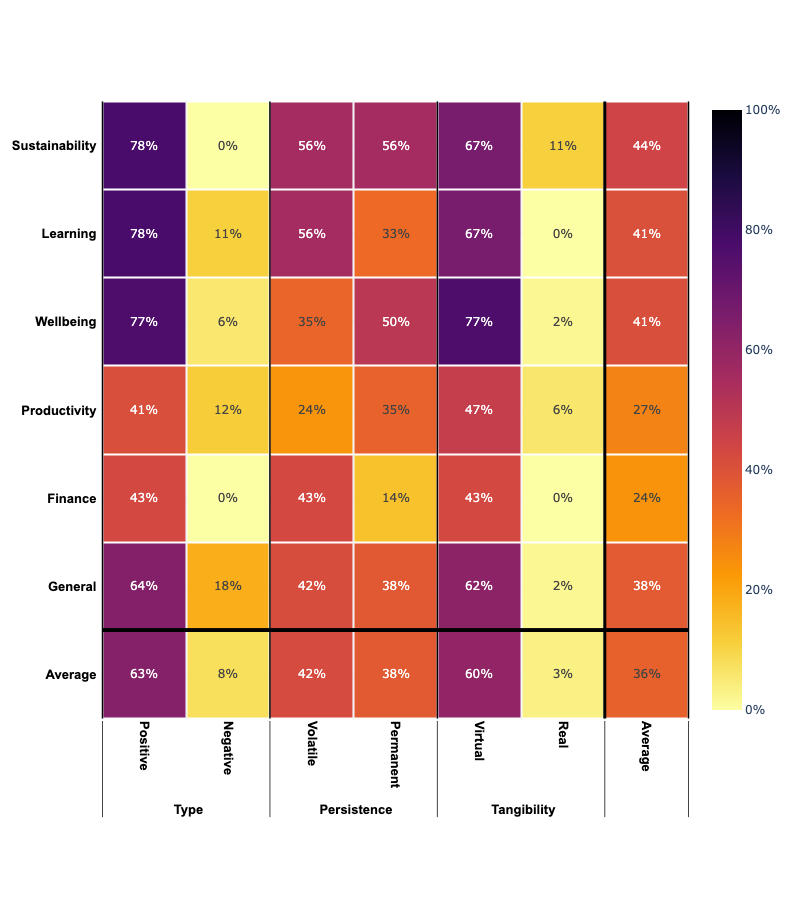 Sustainability 78% 0% 56% 56% 67% 11% 44%
Learning 78% 11% 56% 33% 67% 0% 41%
Wellbeing 77% 6% 35% 50% 77% 2% 41%
Productivity 41% 12% 24% 35% 47% 6% 27%
Finance 43% 0% 43% 14% 43% 0% 24%
General 64% 18% 42% 38% 62% 2% 38%
Average 63% 8% 42% 38% 60% 3% 36%
Positive Negative Volatile Permanent Virtual Real Average
Type Persistence Tangibility
100%
80%
60%
40%
20%
0%